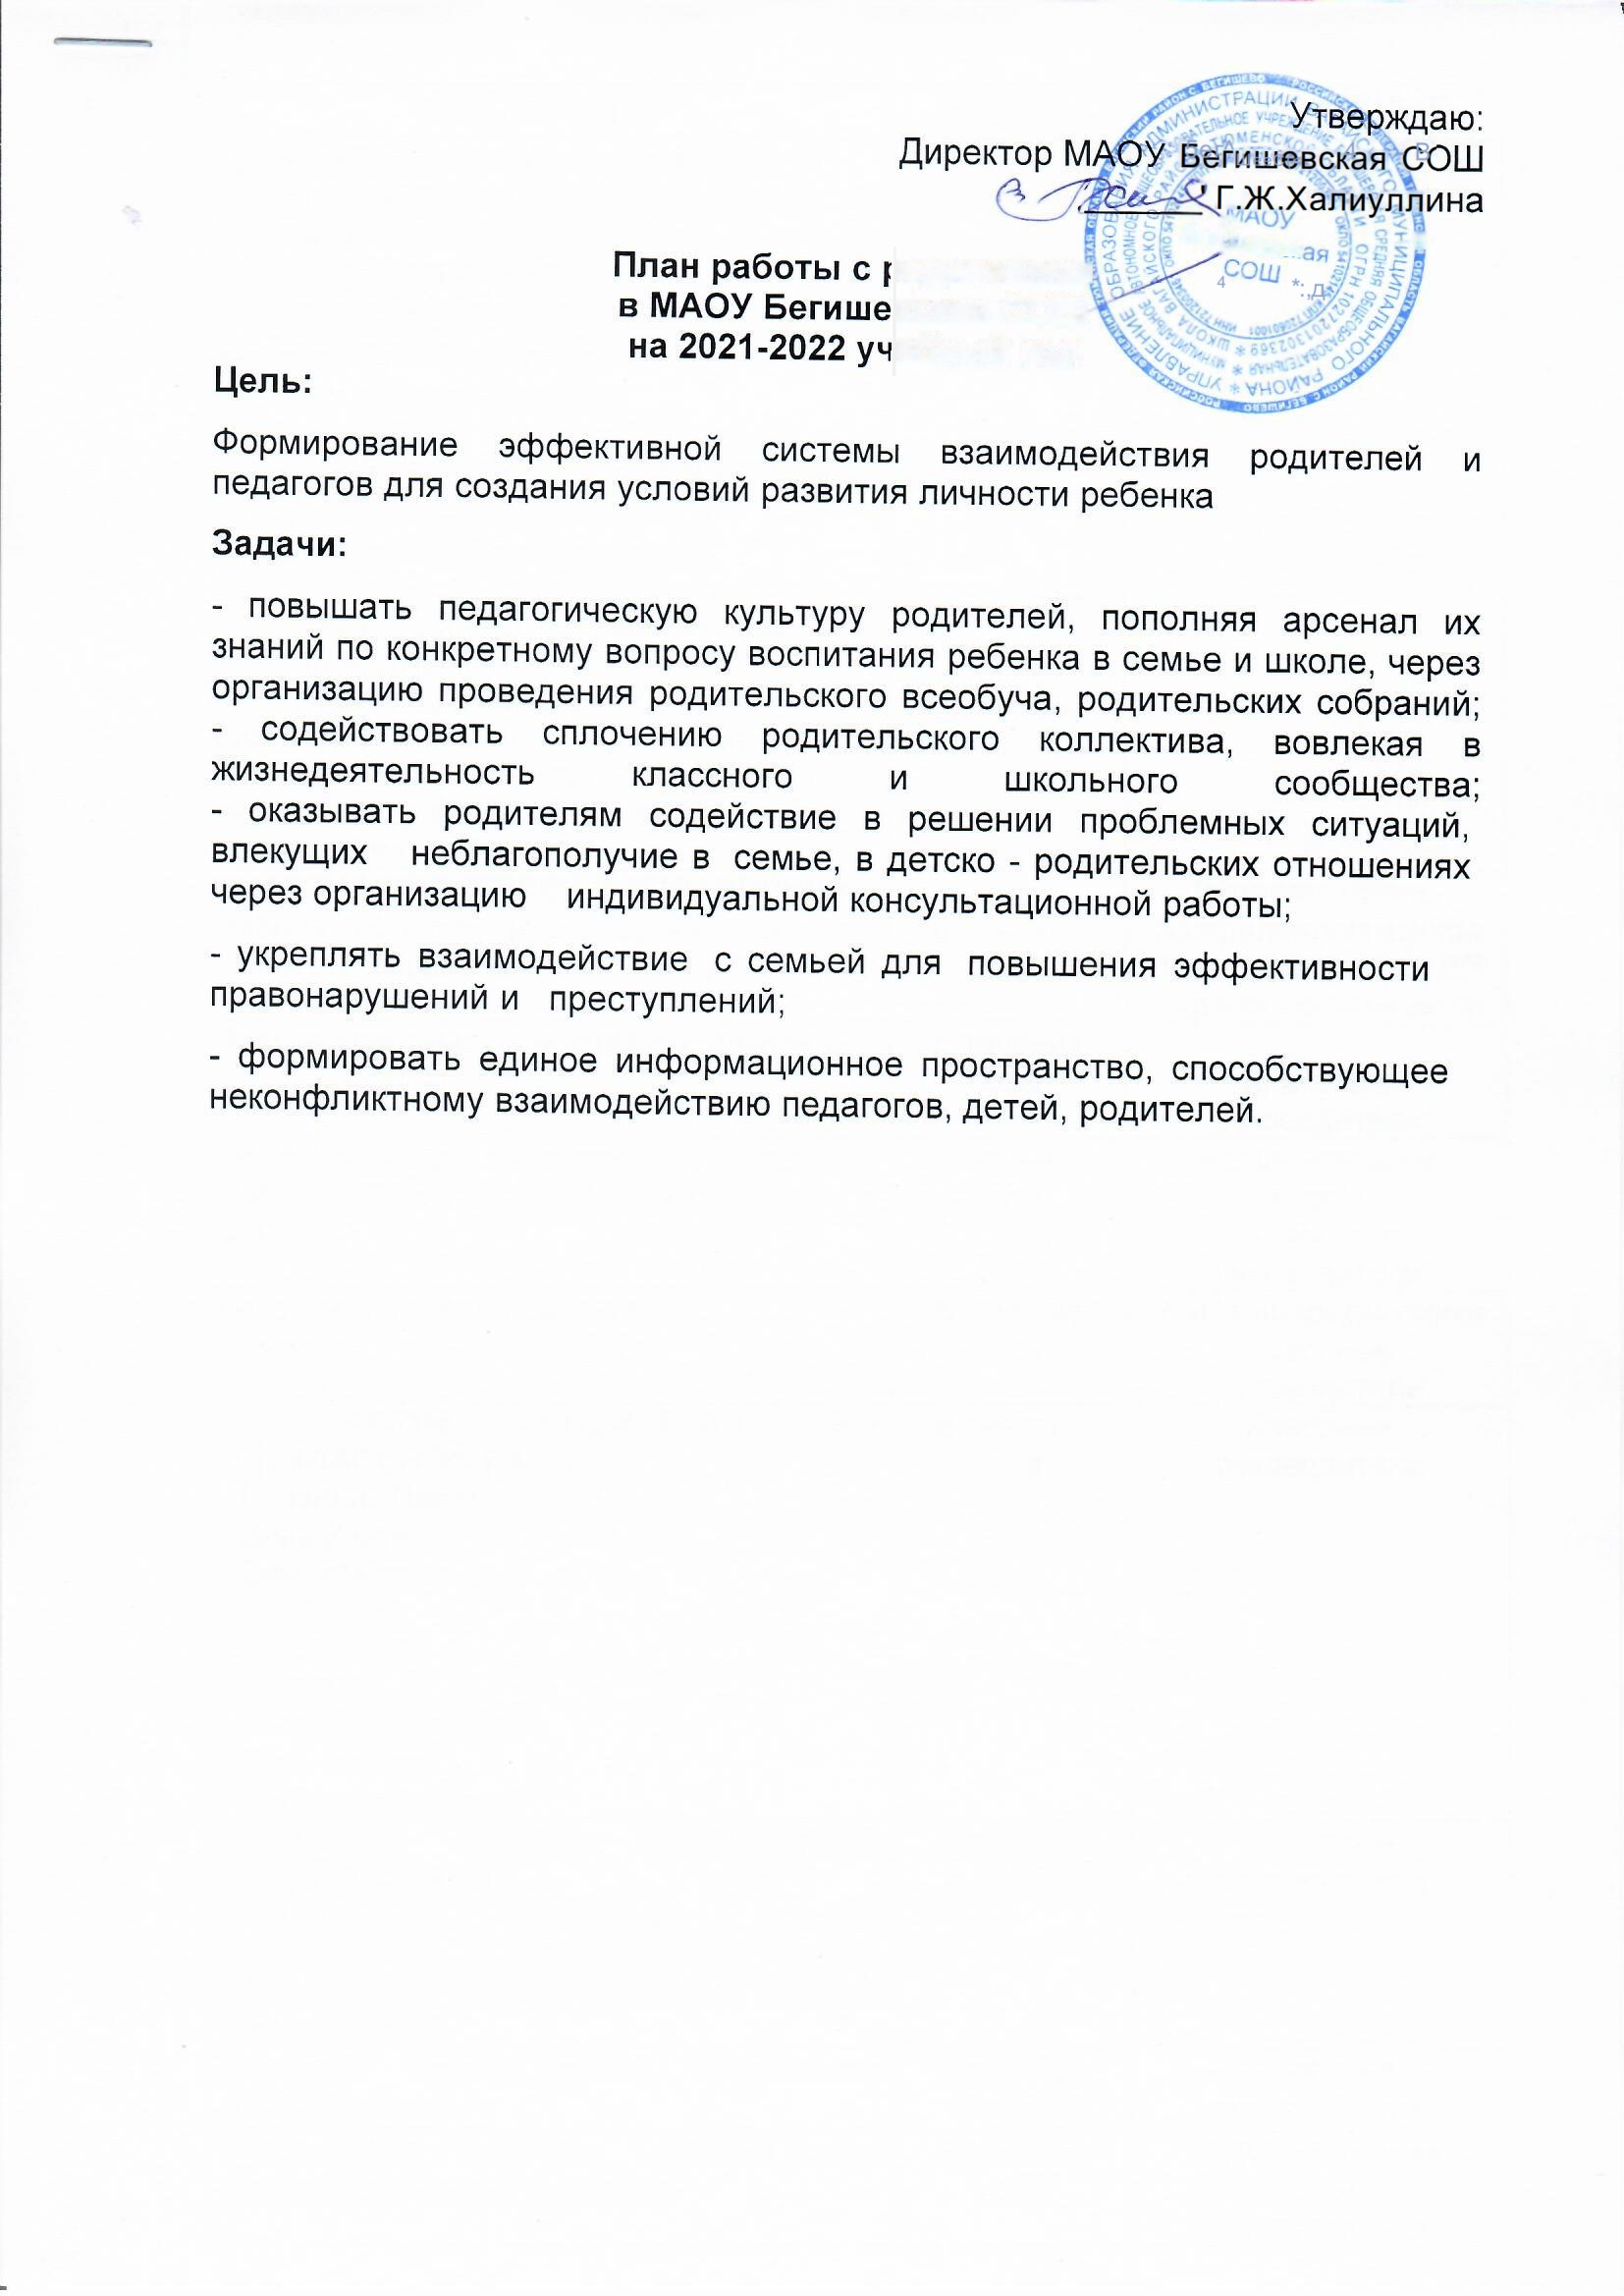 Утверждаю:
Директор МАОУ Бегишевская СОШ
Г.Ж.Халиуллина
План работы с
в МАОУ Бегише
на 2021-2022 уч
Цель:
Формирование эффективной системы взаимодействия родителей и
педагогов для создания условий развития личности ребенка
Задачи:
- повышать педагогическую культуру родителей, пополняя арсенал их
знаний по конкретному вопросу воспитания ребенка в семье и школе, через
организацию проведения родительского всеобуча, родительских собраний;
- содействовать сплочению родительского коллектива, вовлекая в
жизнедеятельность классного и школьного сообщества;
- оказывать родителям содействие в решении проблемных ситуаций,
влекущих неблагополучие в семье, в детско - родительских отношениях
через организацию индивидуальной консультационной работы;
- укреплять взаимодействие с семьей для повышения эффективности
правонарушений и преступлений;
- формировать единое информационное пространство, способствующее
неконфликтному взаимодействию педагогов, детей, родителей.
МАОУ
СОШ